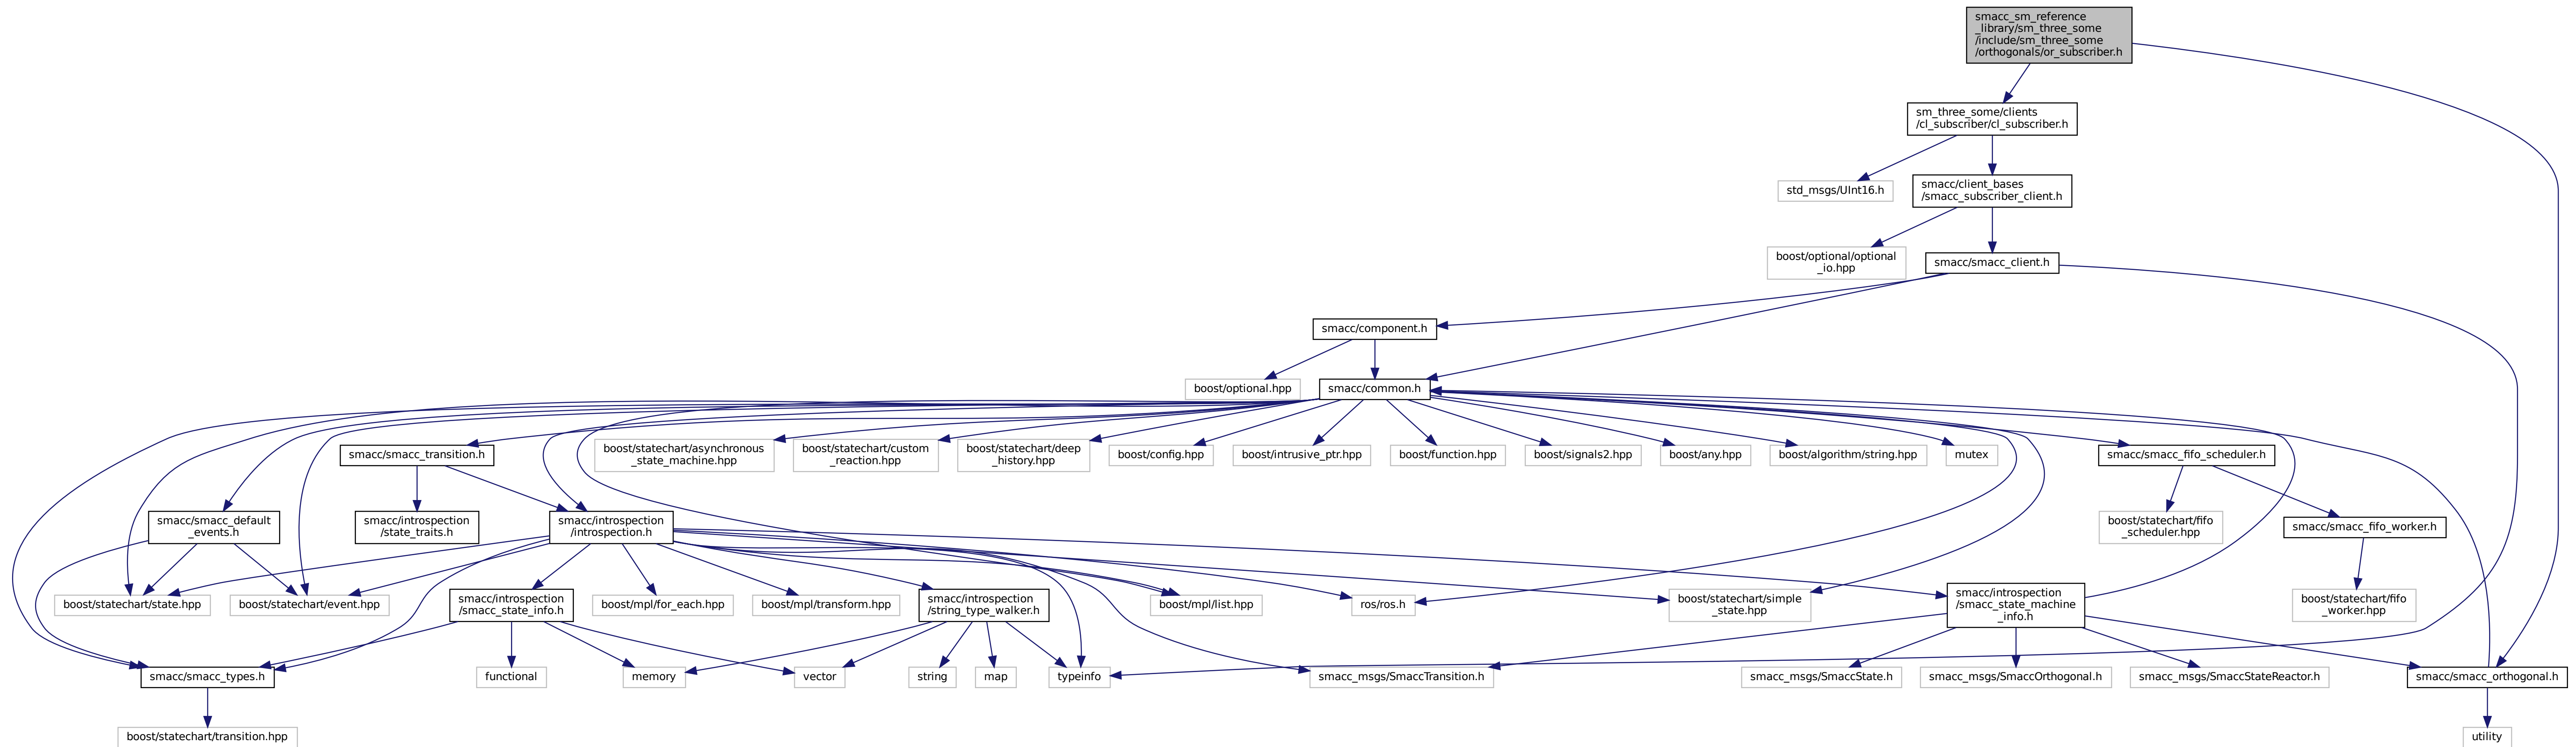 smacc_sm_reference
_library/sm_three_some
/include/sm_three_some
/orthogonals/or_subscriber.h
sm_three_some/clients
/cl_subscriber/cl_subscriber.h
std_msgs/UInt16.h
smacc/client_bases
/smacc_subscriber_client.h
boost/optional/optional
_io.hpp
smacc/smacc_client.h
smacc/component.h
boost/optional.hpp
smacc/common.h
smacc/smacc_transition.h
boost/statechart/asynchronous
_state_machine.hpp
boost/statechart/custom
_reaction.hpp
boost/statechart/deep
_history.hpp
boost/config.hpp
boost/intrusive_ptr.hpp
boost/function.hpp
boost/signals2.hpp
boost/any.hpp
boost/algorithm/string.hpp
mutex
smacc/smacc_fifo_scheduler.h
smacc/smacc_default
_events.h
smacc/introspection
/state_traits.h
smacc/introspection
/introspection.h
boost/statechart/fifo
_scheduler.hpp
smacc/smacc_fifo_worker.h
boost/statechart/state.hpp
boost/statechart/event.hpp
smacc/introspection
/smacc_state_info.h
boost/mpl/for_each.hpp
boost/mpl/transform.hpp
smacc/introspection
/string_type_walker.h
boost/mpl/list.hpp
ros/ros.h
boost/statechart/simple
_state.hpp
smacc/introspection
/smacc_state_machine
_info.h
boost/statechart/fifo
_worker.hpp
smacc/smacc_types.h
functional
memory
vector
string
map
typeinfo
smacc_msgs/SmaccTransition.h
smacc_msgs/SmaccState.h
smacc_msgs/SmaccOrthogonal.h
smacc_msgs/SmaccStateReactor.h
smacc/smacc_orthogonal.h
boost/statechart/transition.hpp
utility